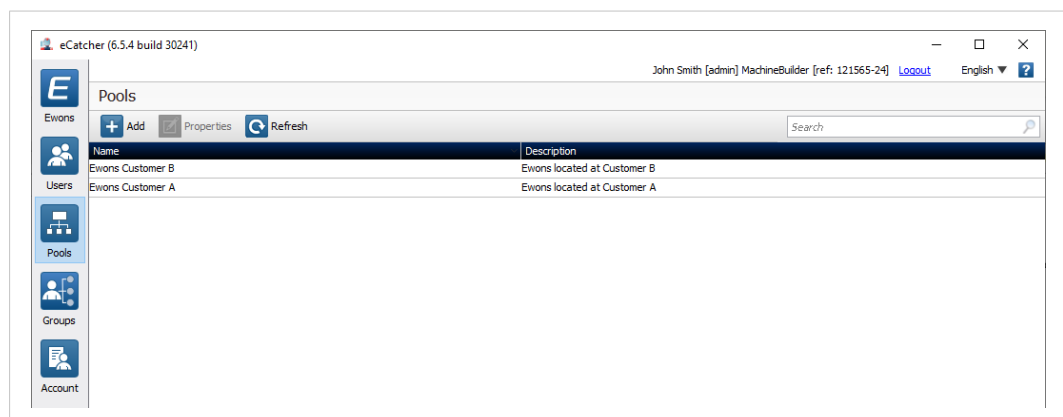 eCatcher (6.5.4 build 30241)
John Smith [admin] MachineBuilder [ref: 121565-24] Logout English ?
E
Ewons
Pools
Add Properties Refresh Search
Name Description
Ewons Customer B Ewons located at Customer B
Ewons Customer A Ewons located at Customer A
Users
Pools
Groups
Account